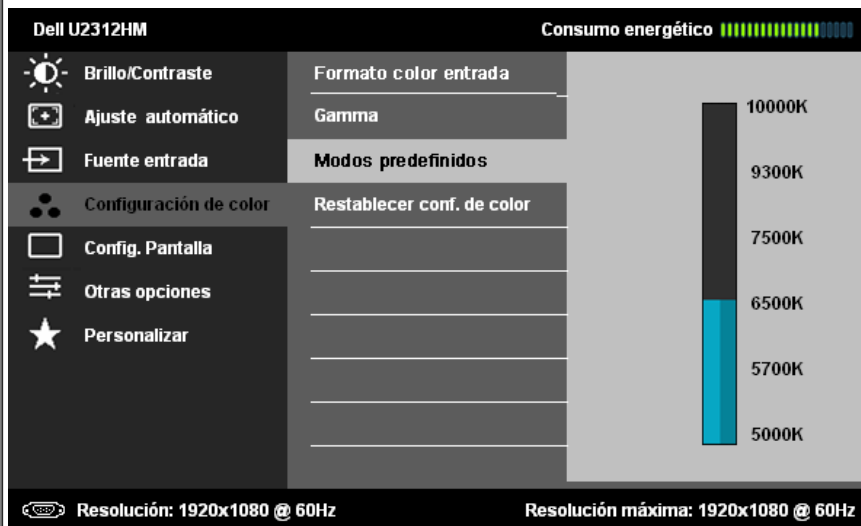 Dell U2312HM
Consumo energético
Brillo/Contraste
Ajuste automático
Fuente entrada
Configuración de color
Config. Pantalla
Otras opciones
Personalizar
Formato color entrada
Gamma
Modos predefinidos
Restablecer conf. de color
10000K
9300K
7500K
6500K
5700K
5000K
Resolución: 1920x1080 @ 60Hz
Resolución máxima: 1920x1080 @ 60Hz